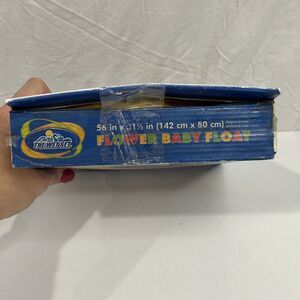 56 in x 31½ in (142 cm x 80 cm)
FLOWER BABY FLOAT